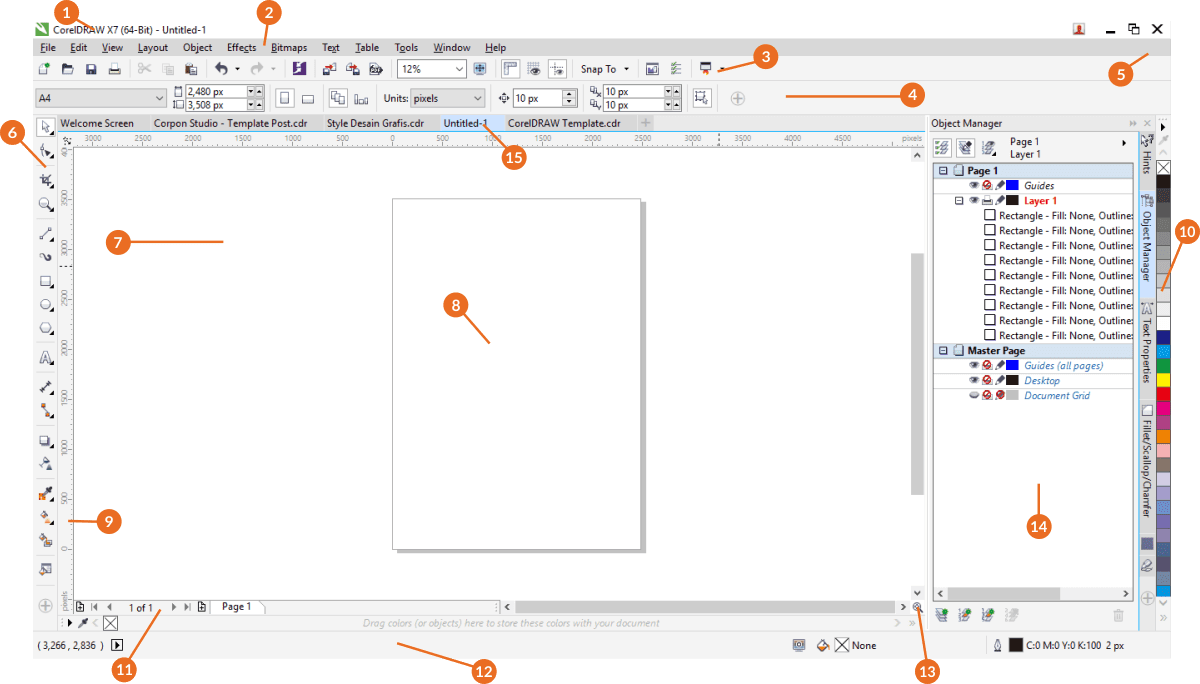 1
2
CorelDRAW X7 (64-Bit) - Untitled-1
File Edit View Layout Object Effects Bitmaps Text Table Tools Window Help
3
5
12%
Snap To
A4
2,480 px
3,508 px
Units: pixels
10 px
10 px
10 px
4
6
Welcome Screen
Corpon Studio - Template Post.cdr
Style Desain Grafis.cdr
Untitled-1
CorelDRAW Template.cdr
15
3000 2500 2000 1500 1000 500 0 500 1000 1500 2000 2500 3000 3500 4000 4500 pixels
3500
3000
2500
2000
1500
1000
500
0
pixels
7
8
9
Object Manager
Page 1
Layer 1
Page 1
Guides
Layer 1
Rectangle - Fill: None, Outline:
Rectangle - Fill: None, Outline:
Rectangle - Fill: None, Outline:
Rectangle - Fill: None, Outline:
Rectangle - Fill: None, Outline:
Rectangle - Fill: None, Outline:
Rectangle - Fill: None, Outline:
Rectangle - Fill: None, Outline:
Rectangle - Fill: None, Outline:
Master Page
Guides (all pages)
Desktop
Document Grid
14
Hints
Object Manager
Text Properties
Fillet/Scallop/Chamfer
10
1 of 1
Page 1
Drag colors (or objects) here to store these colors with your document
( 3,266 , 2,836 )
None
C:0 M:0 Y:0 K:100 2 px
11
12
13